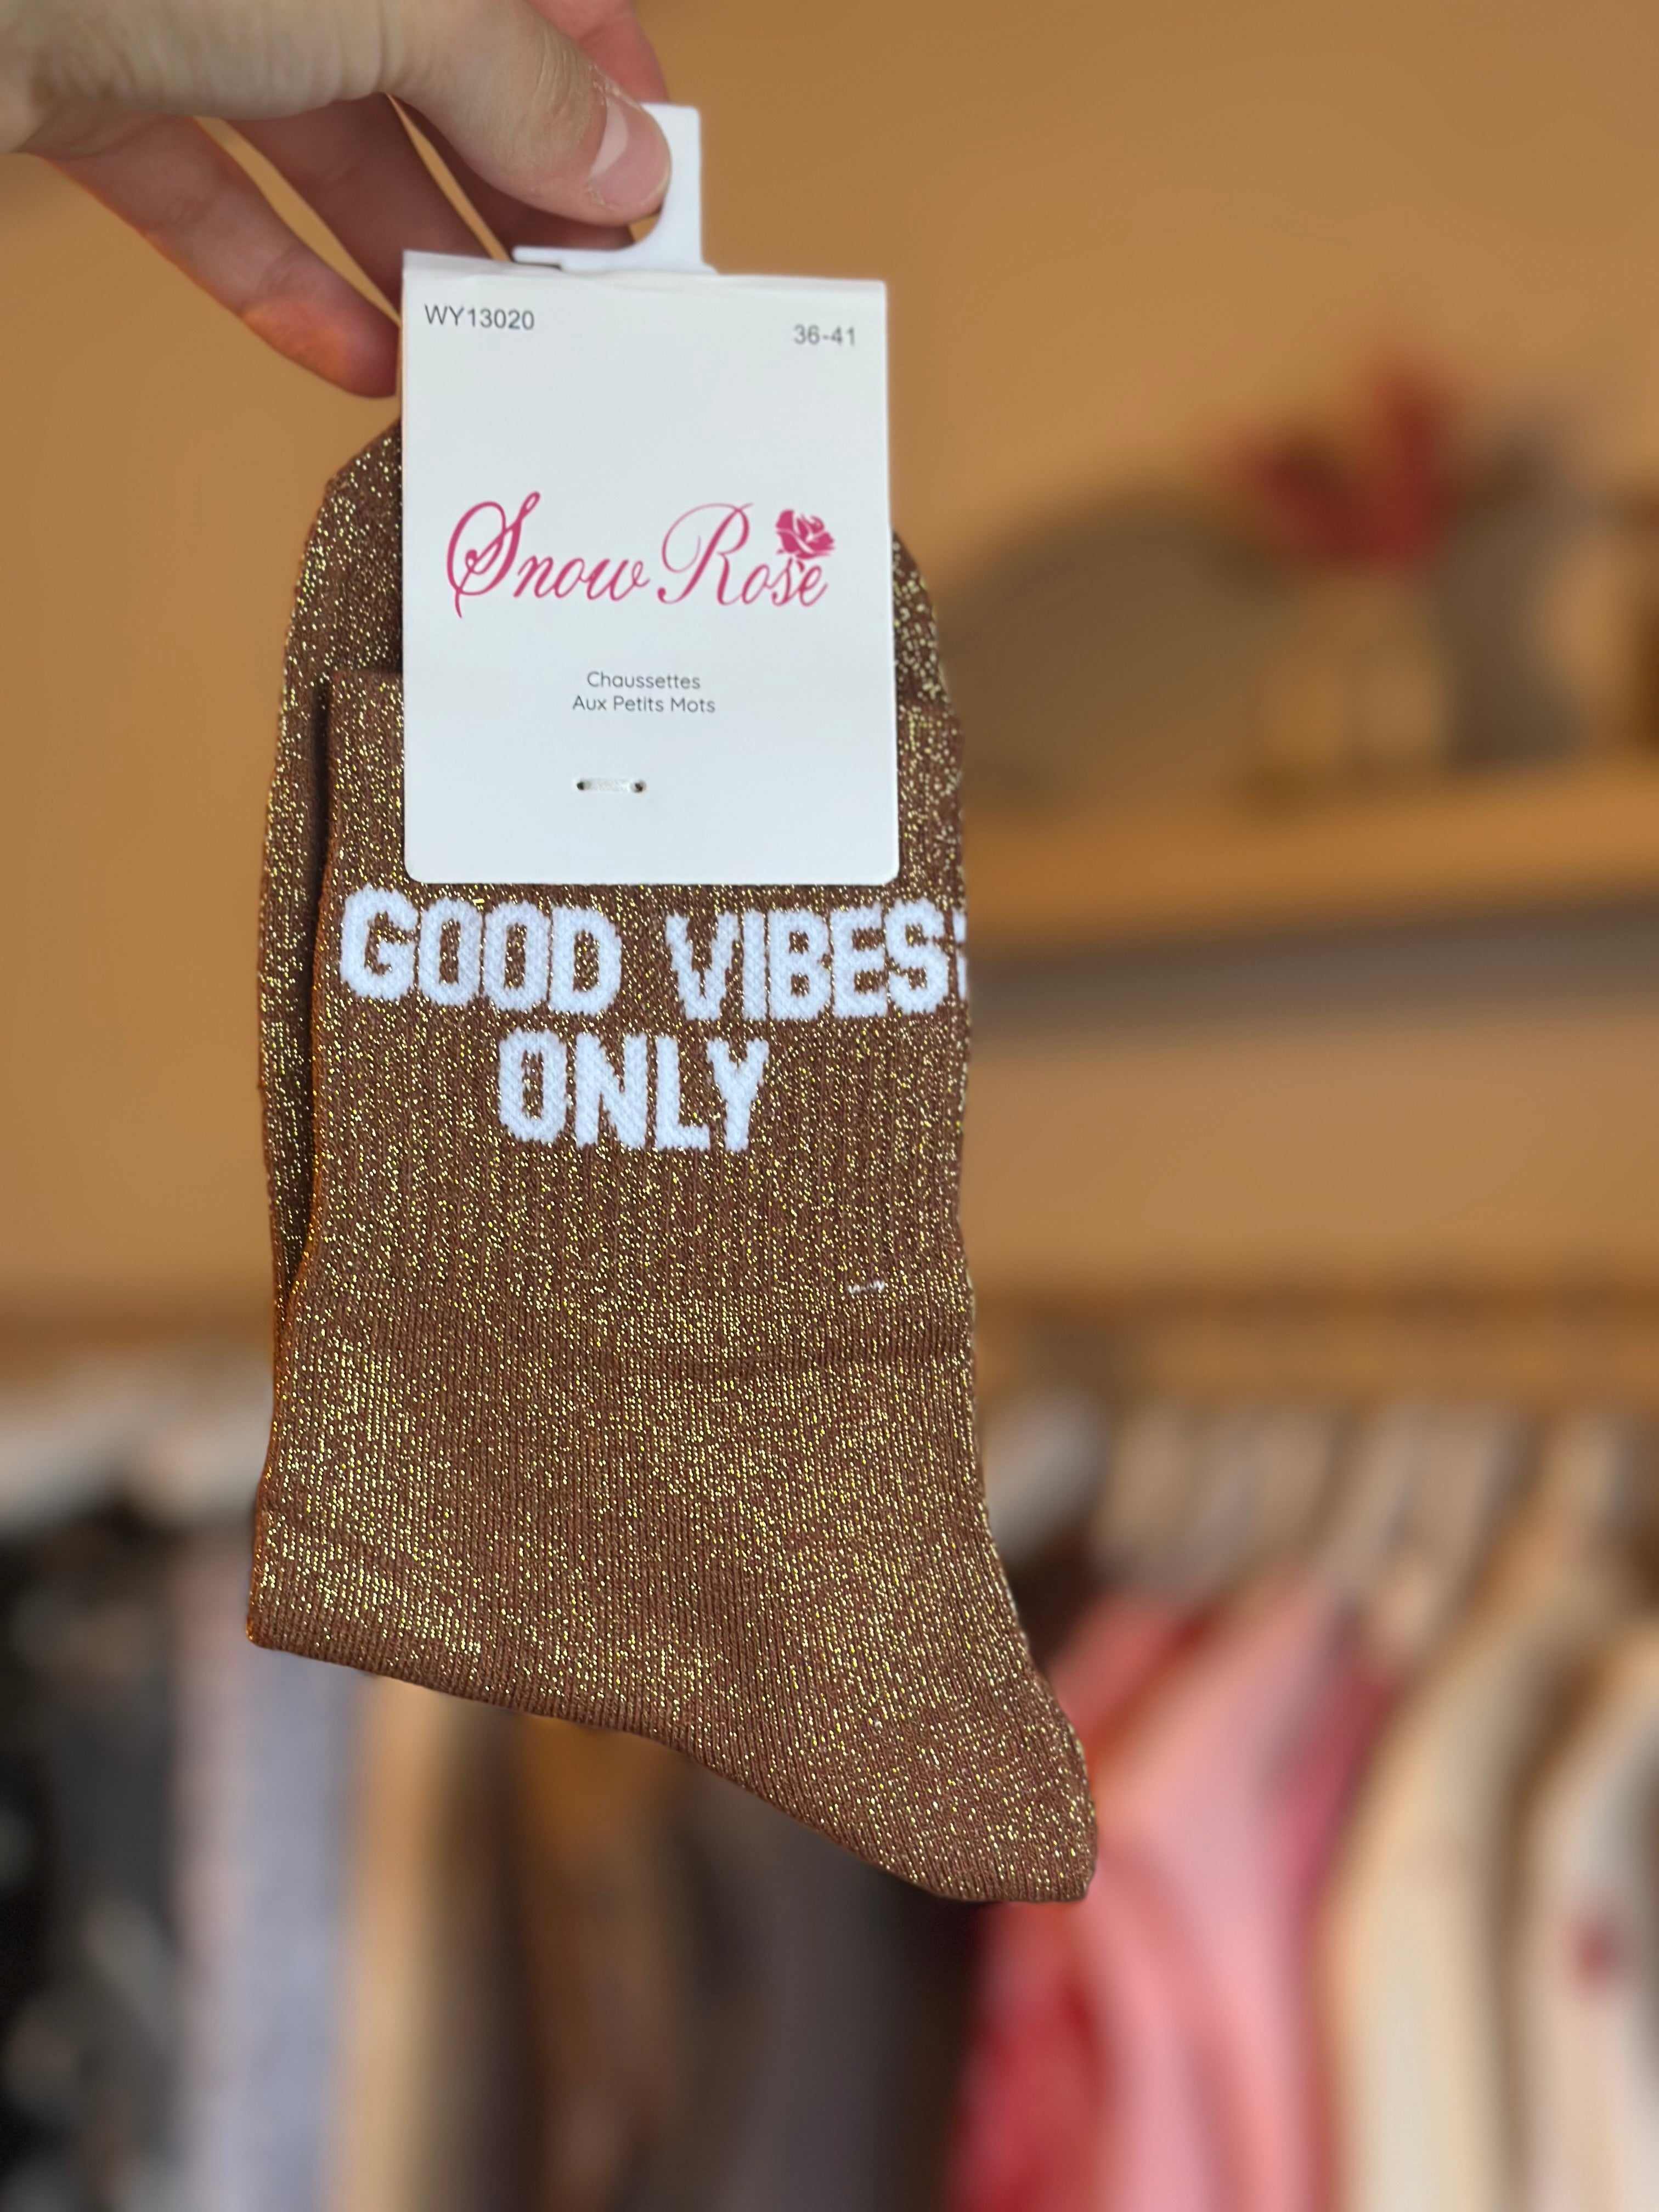 WY13020
36-41
Snow Rose
Chaussettes
Aux Petits Mots
GOOD VIBES
ONLY